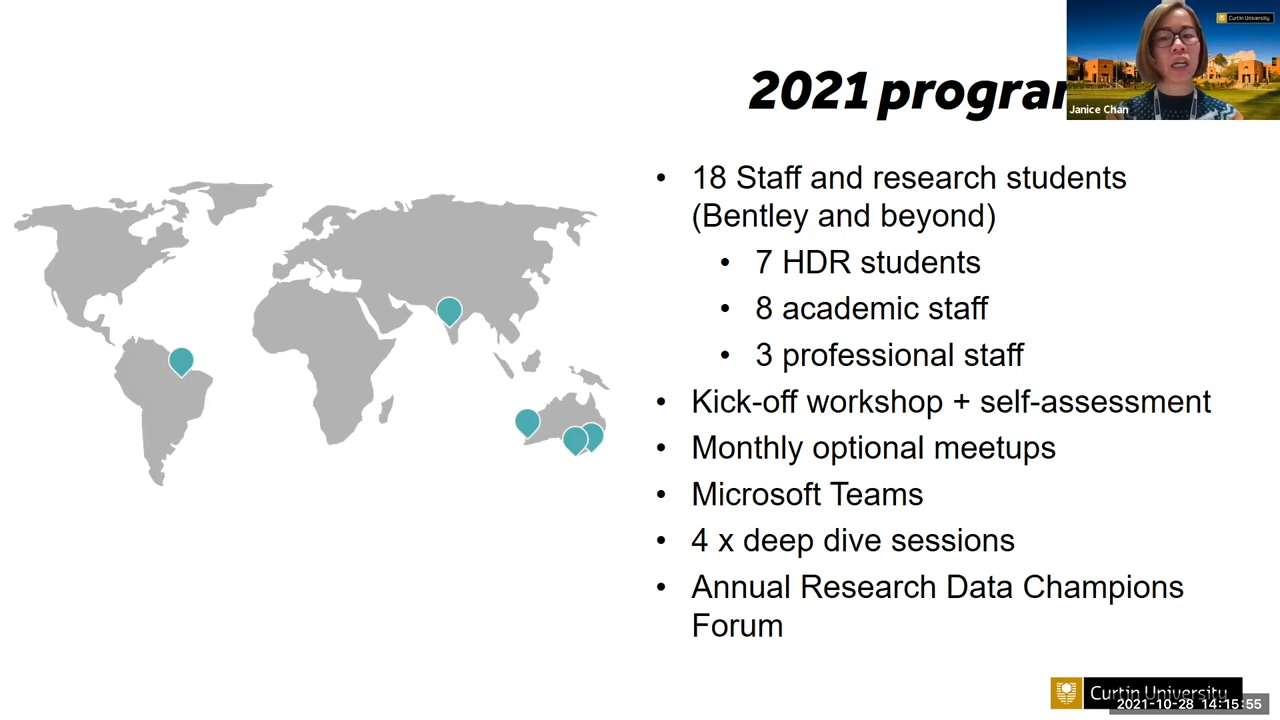 2021 progra
Curtin University
Janice Chan
• 18 Staff and research students
(Bentley and beyond)
• 7 HDR students
• 8 academic staff
• 3 professional staff
• Kick-off workshop + self-assessment
• Monthly optional meetups
• Microsoft Teams
• 4 x deep dive sessions
• Annual Research Data Champions
Forum
Curtin University
2021-10-28 14:15:55